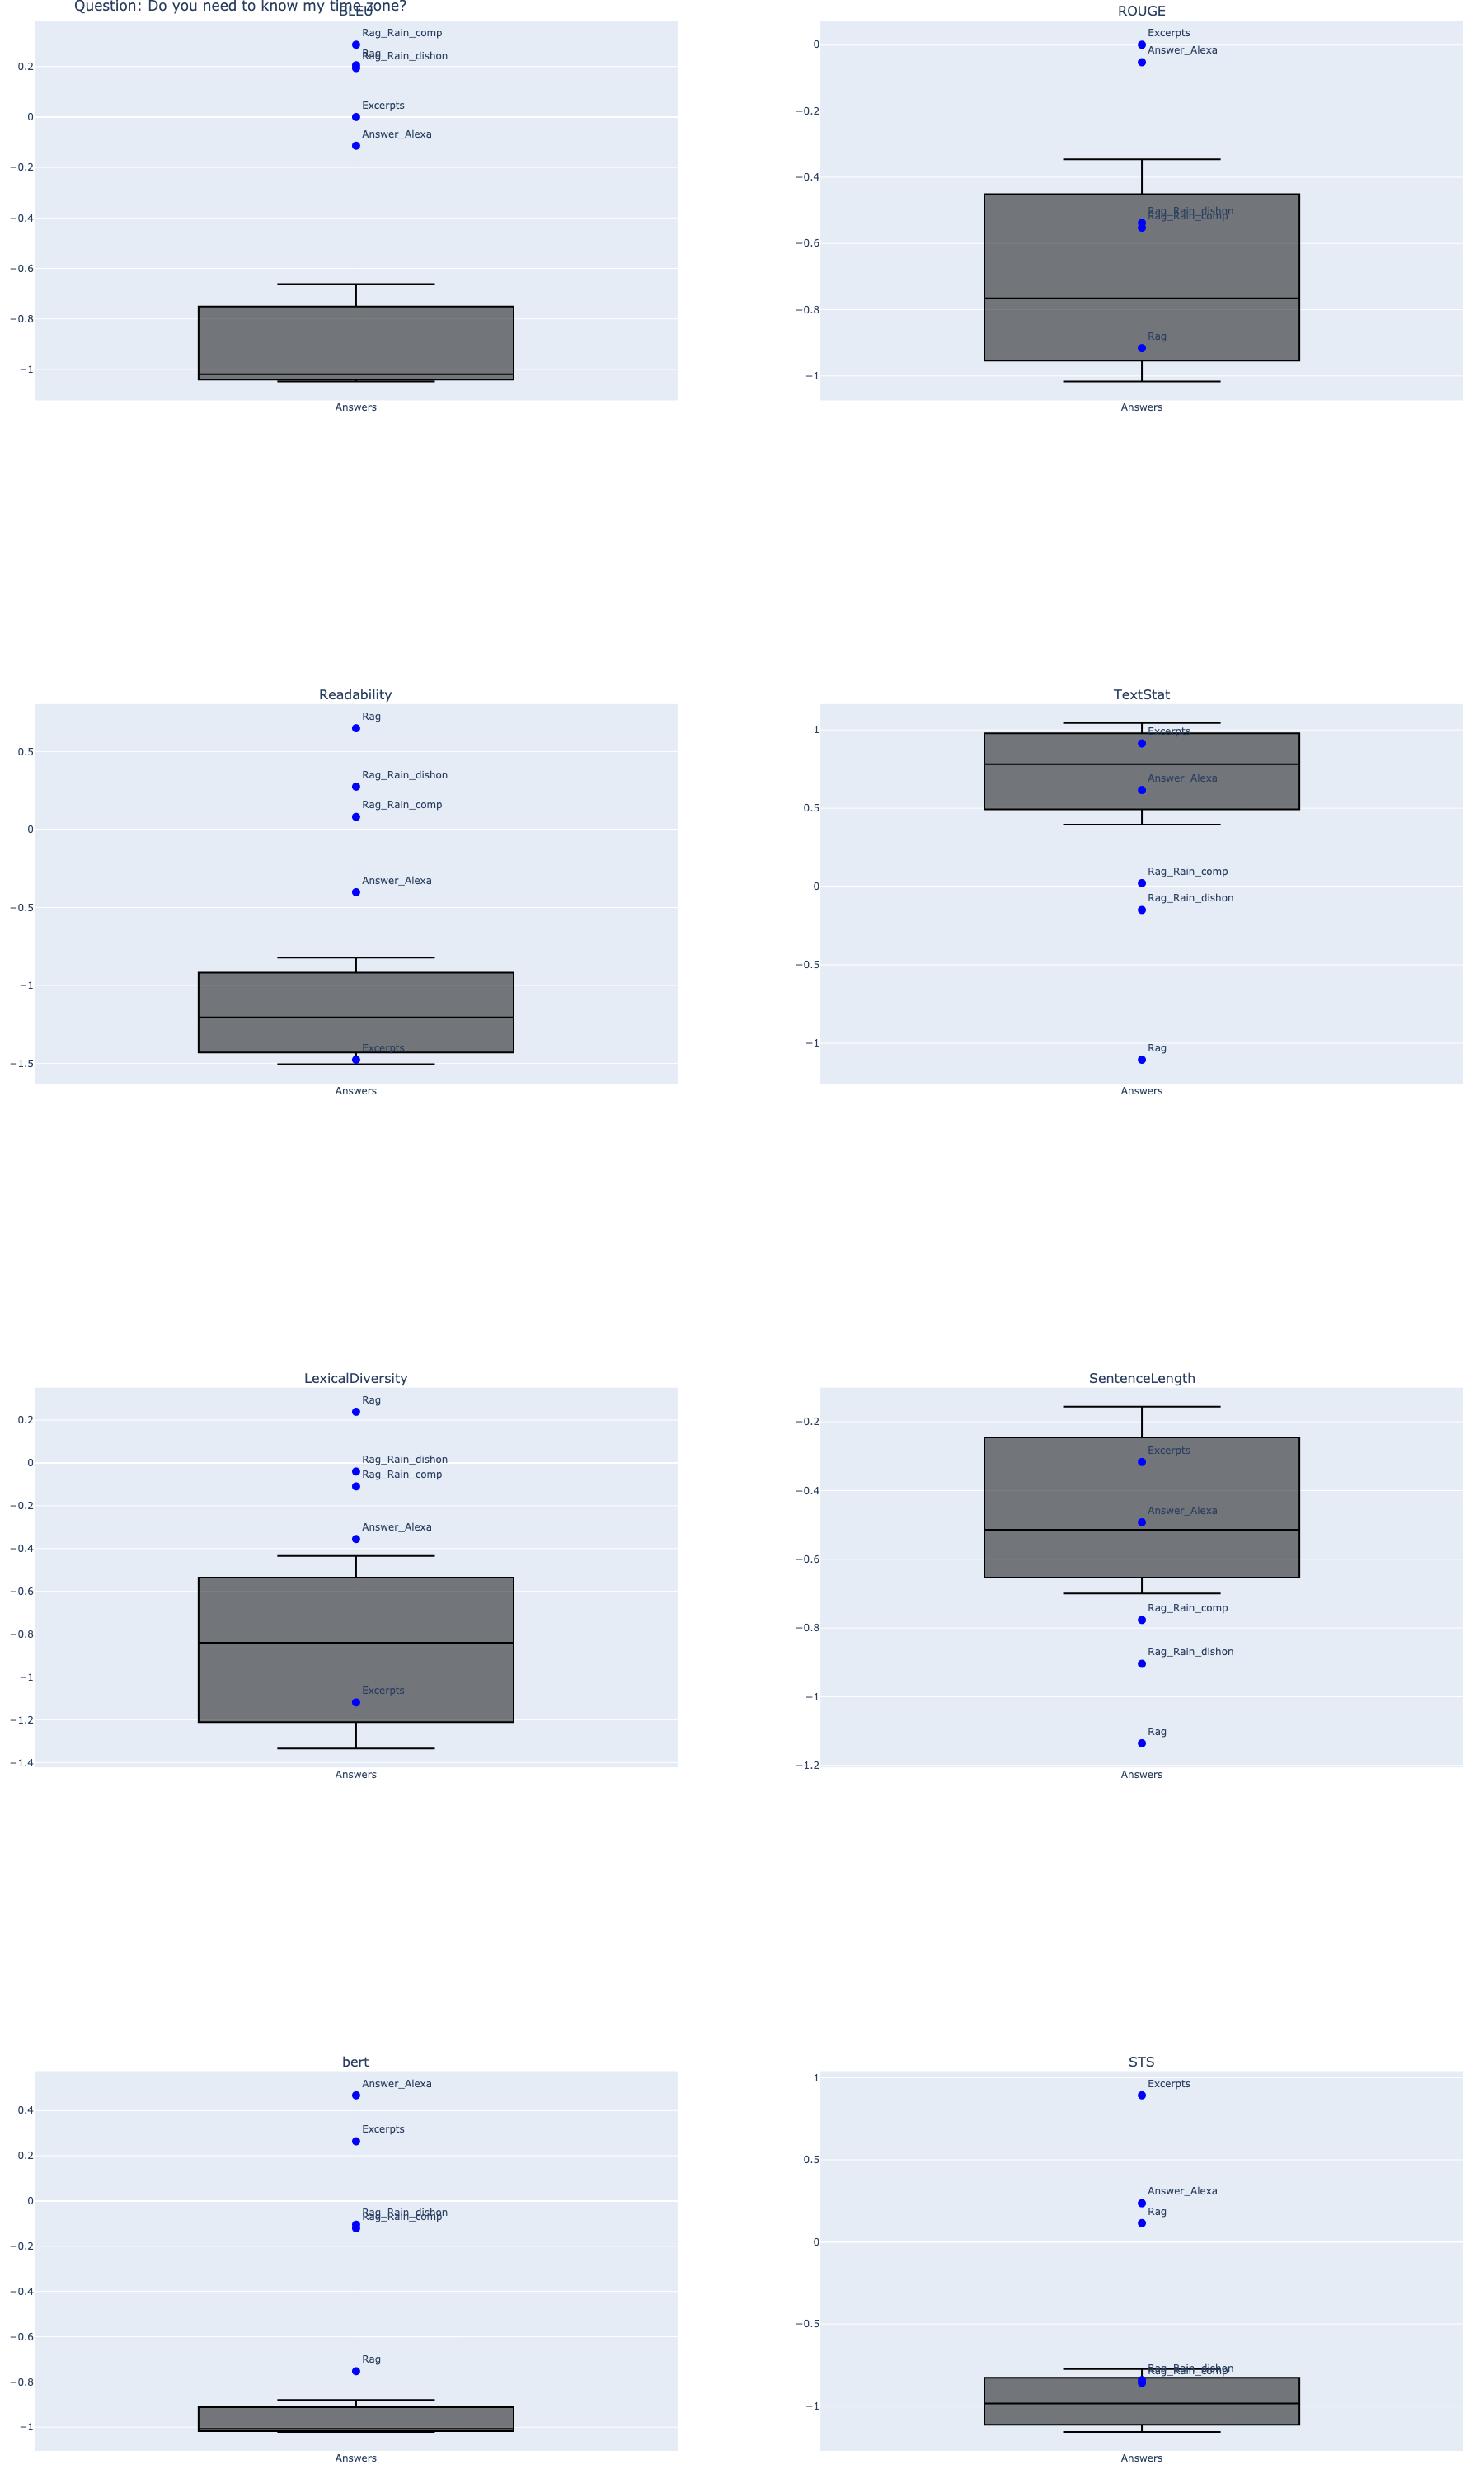 Question: Do you need to know my time zone?
BLEU
Rag_Rain_comp
Rag
Rag_Rain_dishon
Excerpts
Answer_Alexa
0.2
0
−0.2
−0.4
−0.6
−0.8
−1
Answers
ROUGE
Excerpts
Answer_Alexa
Rag_Rain_dishon
Rag_Rain_comp
Rag
0
−0.2
−0.4
−0.6
−0.8
−1
Answers
Readability
Rag
Rag_Rain_dishon
Rag_Rain_comp
Answer_Alexa
Excerpts
0.5
0
−0.5
−1
−1.5
Answers
TextStat
Excerpts
Answer_Alexa
Rag_Rain_comp
Rag_Rain_dishon
Rag
1
0.5
0
−0.5
−1
Answers
LexicalDiversity
Rag
Rag_Rain_dishon
Rag_Rain_comp
Answer_Alexa
Excerpts
0.2
0
−0.2
−0.4
−0.6
−0.8
−1
−1.2
−1.4
Answers
SentenceLength
Excerpts
Answer_Alexa
Rag_Rain_comp
Rag_Rain_dishon
Rag
−0.2
−0.4
−0.6
−0.8
−1
−1.2
Answers
bert
Answer_Alexa
Excerpts
Rag_Rain_dishon
Rag_Rain_comp
Rag
0.4
0.2
0
−0.2
−0.4
−0.6
−0.8
−1
Answers
STS
Excerpts
Answer_Alexa
Rag
Rag_Rain_dishon
Rag_Rain_comp
1
0.5
0
−0.5
−1
Answers